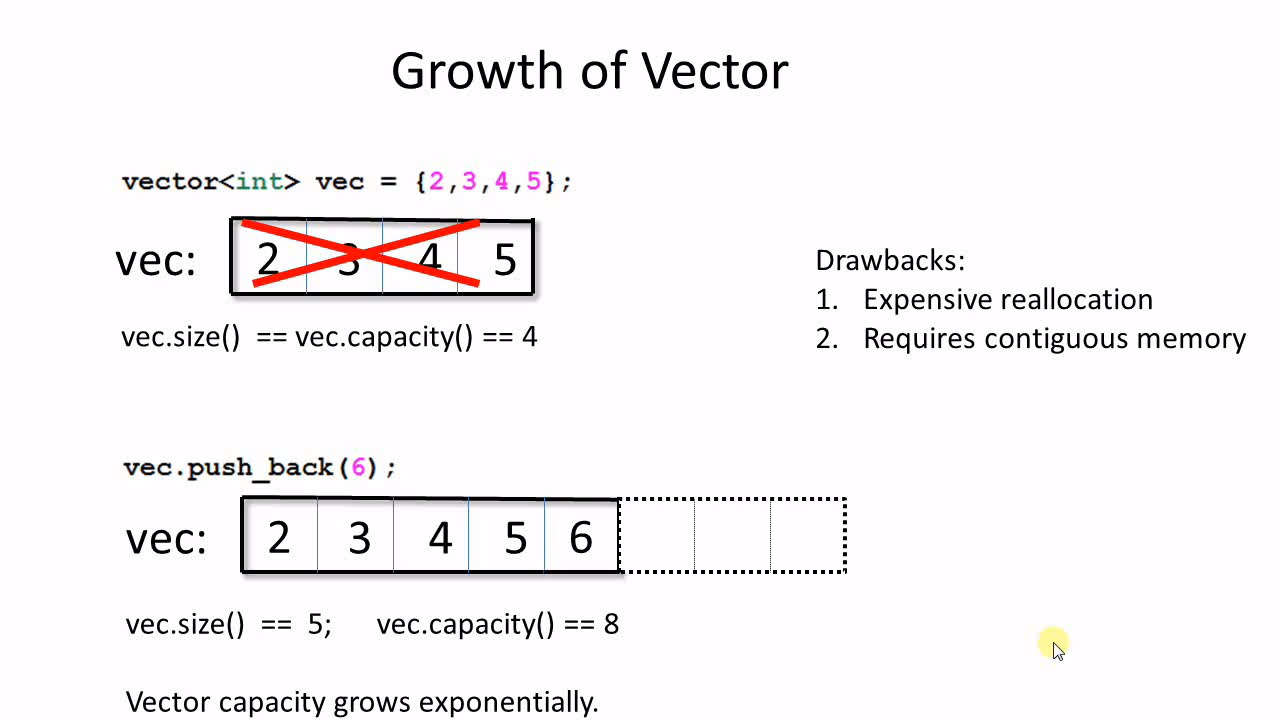 Growth of Vector
vector<int> vec = {2,3,4,5};
vec: 2 3 4 5
vec.size() == vec.capacity() == 4
Drawbacks:
1. Expensive reallocation
2. Requires contiguous memory
vec.push_back(6);
vec: 2 3 4 5 6
vec.size() == 5; vec.capacity() == 8
Vector capacity grows exponentially.